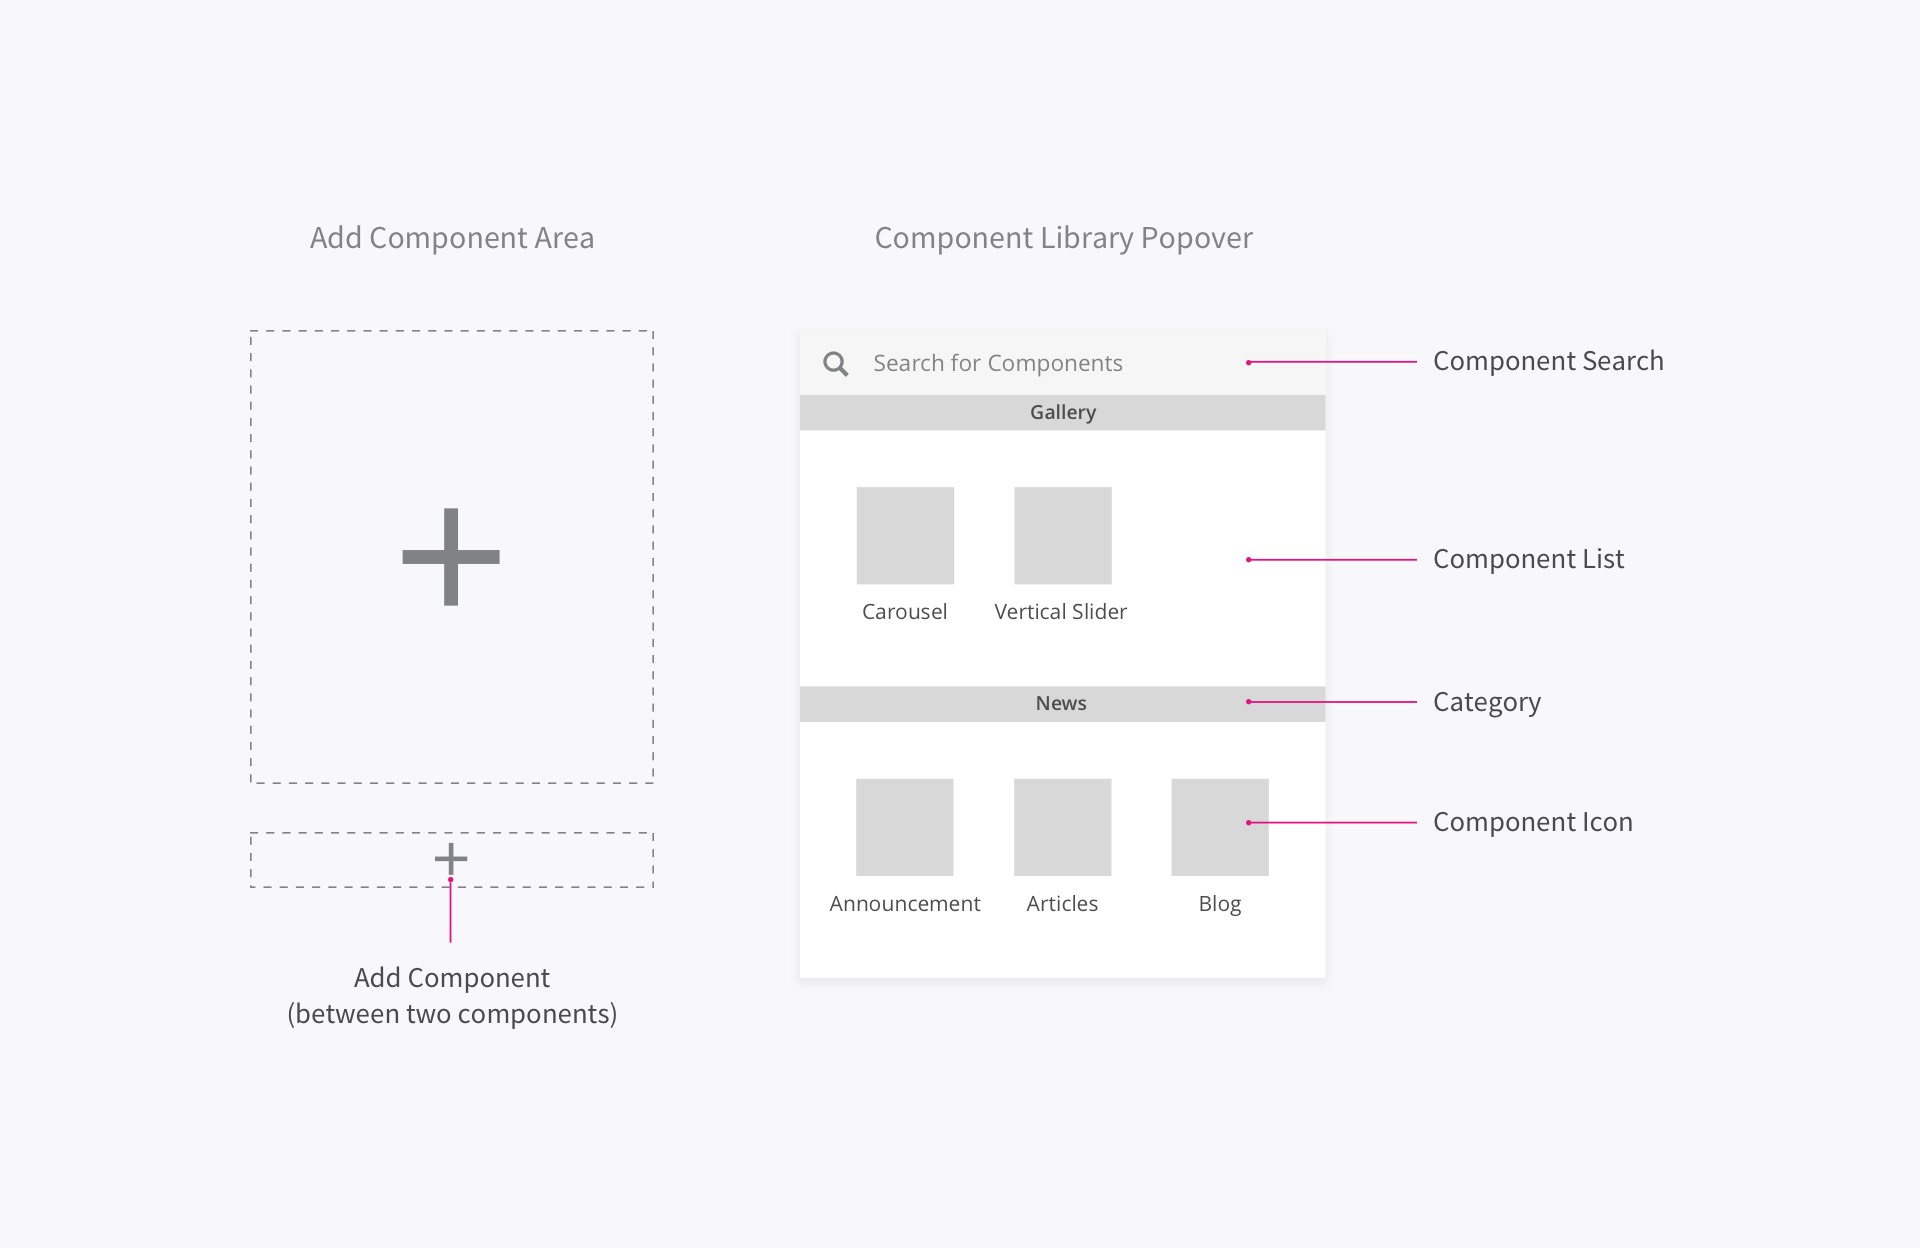 Add Component Area
Component Library Popover
Search for Components
Component Search
Gallery
Carousel
Vertical Slider
Component List
News
Category
Announcement
Articles
Blog
Component Icon
Add Component
(between two components)